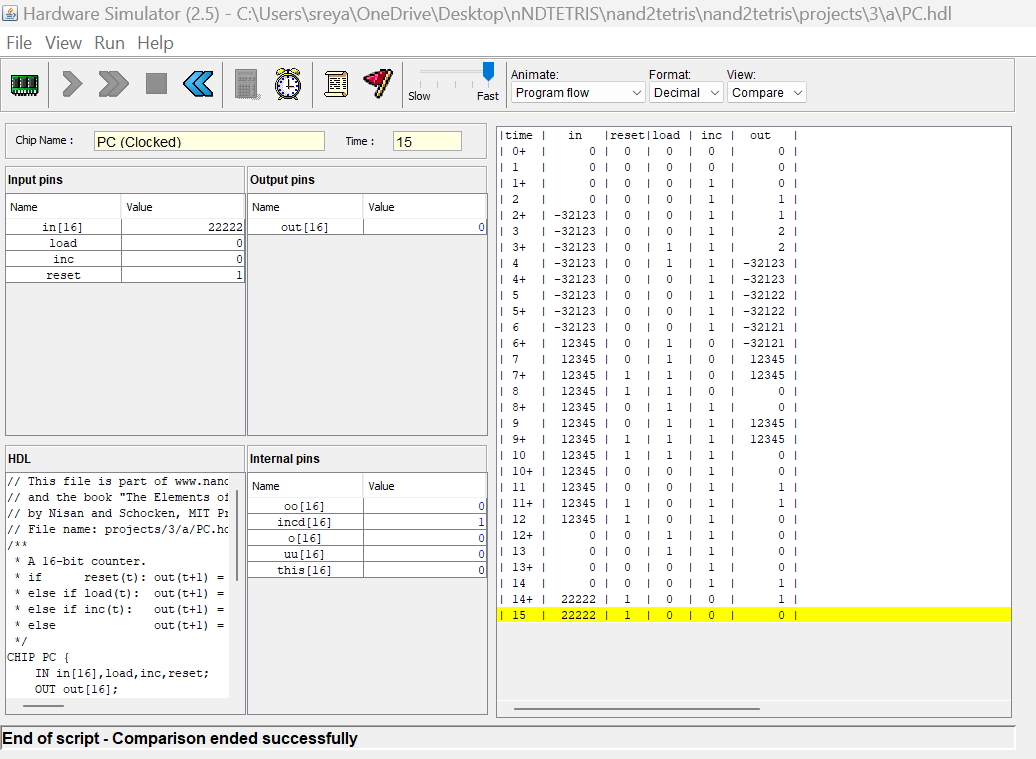 Hardware Simulator (2.5) - C:\Users\sreya\OneDrive\Desktop\nNDTETRIS\nand2tetris\nand2tetris\projects\3\a\PC.hdl
File View Run Help
Slow Fast
Animate: Format: View:
Program flow Decimal Compare
Chip Name : PC (Clocked) Time : 15
Input pins
Name Value
in[16] 22222
load 0
inc 0
reset 1
Output pins
Name Value
out[16] 0
HDL
// This file is part of www.nand
// and the book "The Elements of
// by Nisan and Schocken, MIT Pr
// File name: projects/3/a/PC.hd
/**
* A 16-bit counter.
* if reset(t): out(t+1) =
* else if load(t): out(t+1) =
* else if inc(t): out(t+1) =
* else out(t+1) =
*/
CHIP PC {
IN in[16],load,inc,reset;
OUT out[16];
Internal pins
Name Value
oo[16] 0
incd[16] 1
o[16] 0
uu[16] 0
this[16] 0
|time | in |reset|load | inc | out |
| 0+ | 0 | 0 | 0 | 0 | 0 |
| 1 | 0 | 0 | 0 | 0 | 0 |
| 1+ | 0 | 0 | 0 | 1 | 0 |
| 2 | 0 | 0 | 0 | 1 | 1 |
| 2+ | -32123 | 0 | 0 | 1 | 1 |
| 3 | -32123 | 0 | 0 | 1 | 2 |
| 3+ | -32123 | 0 | 1 | 1 | 2 |
| 4 | -32123 | 0 | 1 | 1 | -32123 |
| 4+ | -32123 | 0 | 0 | 1 | -32123 |
| 5 | -32123 | 0 | 0 | 1 | -32122 |
| 5+ | -32123 | 0 | 0 | 1 | -32122 |
| 6 | -32123 | 0 | 0 | 1 | -32121 |
| 6+ | 12345 | 0 | 1 | 0 | -32121 |
| 7 | 12345 | 0 | 1 | 0 | 12345 |
| 7+ | 12345 | 1 | 1 | 0 | 12345 |
| 8 | 12345 | 1 | 1 | 0 | 0 |
| 8+ | 12345 | 0 | 1 | 1 | 0 |
| 9 | 12345 | 0 | 1 | 1 | 12345 |
| 9+ | 12345 | 1 | 1 | 1 | 12345 |
| 10 | 12345 | 1 | 1 | 1 | 0 |
| 10+ | 12345 | 0 | 0 | 1 | 0 |
| 11 | 12345 | 0 | 0 | 1 | 1 |
| 11+ | 12345 | 1 | 0 | 1 | 1 |
| 12 | 12345 | 1 | 0 | 1 | 0 |
| 12+ | 0 | 0 | 1 | 1 | 0 |
| 13 | 0 | 0 | 1 | 1 | 0 |
| 13+ | 0 | 0 | 0 | 1 | 0 |
| 14 | 0 | 0 | 0 | 1 | 1 |
| 14+ | 22222 | 1 | 0 | 0 | 1 |
| 15 | 22222 | 1 | 0 | 0 | 0 |
End of script - Comparison ended successfully